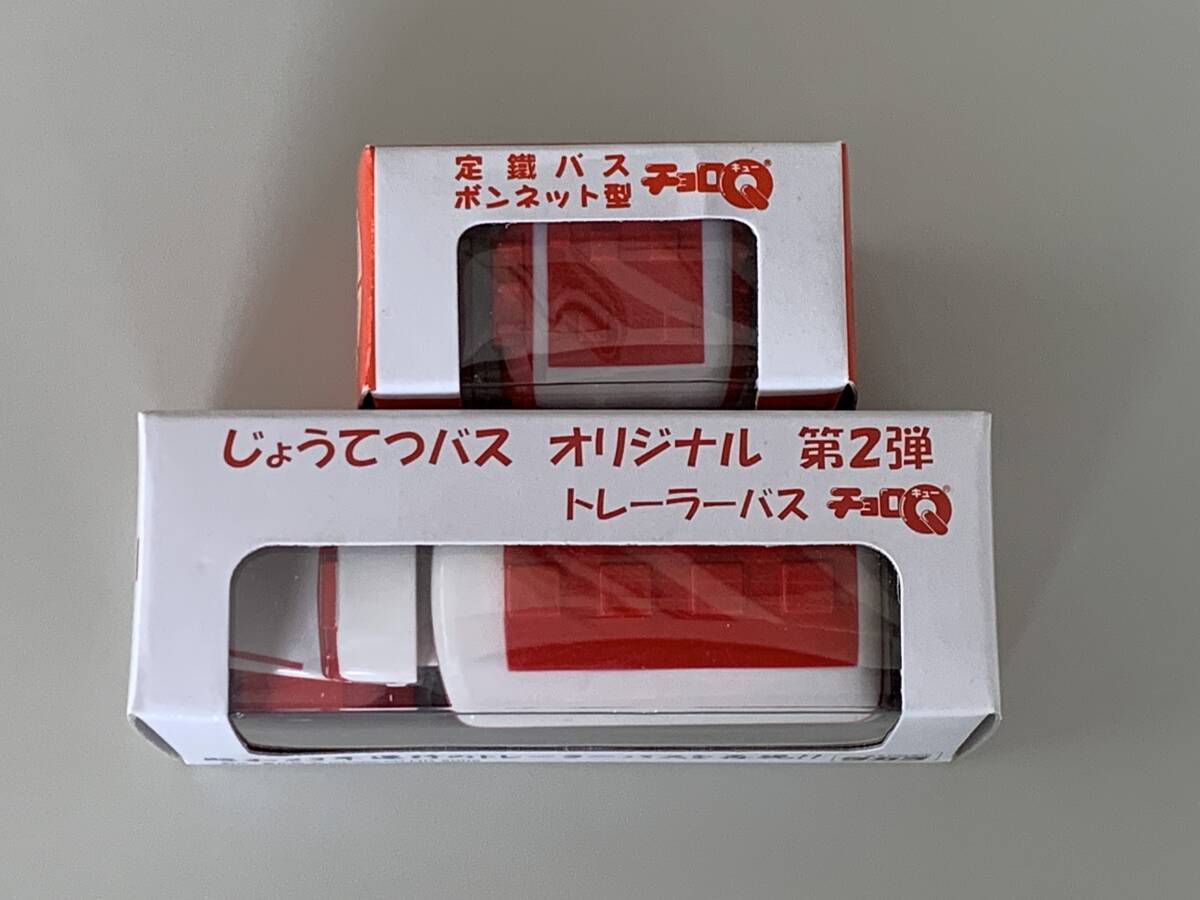 定鐵バス
ボンネット型 チョロQ キュー ®
じょうてつバス オリジナル 第2弾
トレーラーバス チョロQ キュー ®